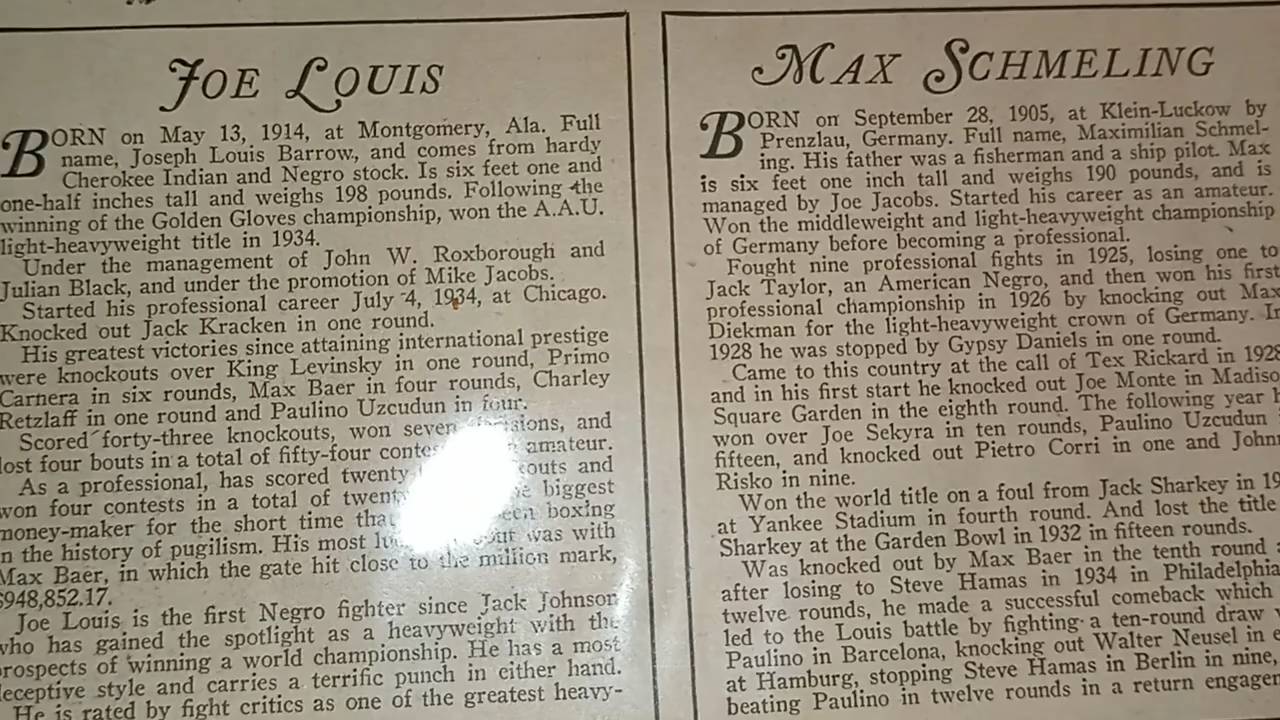 JOE LOUIS
BORN on May 13, 1914, at Montgomery, Ala. Full
name, Joseph Louis Barrow, and comes from hardy
Cherokee Indian and Negro stock. Is six feet one and
one-half inches tall and weighs 198 pounds. Following the
winning of the Golden Gloves championship, won the A.A.U.
light-heavyweight title in 1934.
Under the management of John W. Roxborough and
Julian Black, and under the promotion of Mike Jacobs.
Started his professional career July 4, 1934, at Chicago.
Knocked out Jack Kracken in one round.
His greatest victories since attaining international prestige
were knockouts over King Levinsky in one round, Primo
Carnera in six rounds, Max Baer in four rounds, Charley
Retzlaff in one round and Paulino Uzcudun in four.
Scored forty-three knockouts, won seven and
lost four bouts in a total of fifty-four amateur.
As a professional, has scored and
won four contests in a total of biggest
money-maker for the short time boxing
in the history of pugilism. His most was with
Max Baer, in which the gate hit close to the million mark,
$948,852.17.
Joe Louis is the first Negro fighter since Jack Johnson
who has gained the spotlight as a heavyweight with the
prospects of winning a world championship. He has a most
deceptive style and carries a terrific punch in either hand.
He is rated by fight critics as one of the greatest heavy-
MAX SCHMELING
BORN on September 28, 1905, at Klein-Luckow by
Prenzlau, Germany. Full name, Maximilian Schmel-
ing. His father was a fisherman and a ship pilot. Max
is six feet one inch tall and weighs 190 pounds, and is
managed by Joe Jacobs. Started his career as an amateur.
Won the middleweight and light-heavyweight championship
of Germany before becoming a professional.
Fought nine professional fights in 1925, losing one to
Jack Taylor, an American Negro, and then won his first
professional championship in 1926 by knocking out Max
Diekman for the light-heavyweight crown of Germany. In
1928 he was stopped by Gypsy Daniels in one round.
Came to this country at the call of Tex Rickard in 1928
and in his first start he knocked out Joe Monte in Madiso
Square Garden in the eighth round. The following year h
won over Joe Sekyra in ten rounds, Paulino Uzcudun
fifteen, and knocked out Pietro Corri in one and John
Risko in nine.
Won the world title on a foul from Jack Sharkey in 19
at Yankee Stadium in fourth round. And lost the title
Sharkey at the Garden Bowl in 1932 in fifteen rounds.
Was knocked out by Max Baer in the tenth round
after losing to Steve Hamas in 1934 in Philadelphia
twelve rounds, he made a successful comeback which
led to the Louis battle by fighting a ten-round draw
Paulino in Barcelona, knocking out Walter Neusel in e
at Hamburg, stopping Steve Hamas in Berlin in nine,
beating Paulino in twelve rounds in a return engagem